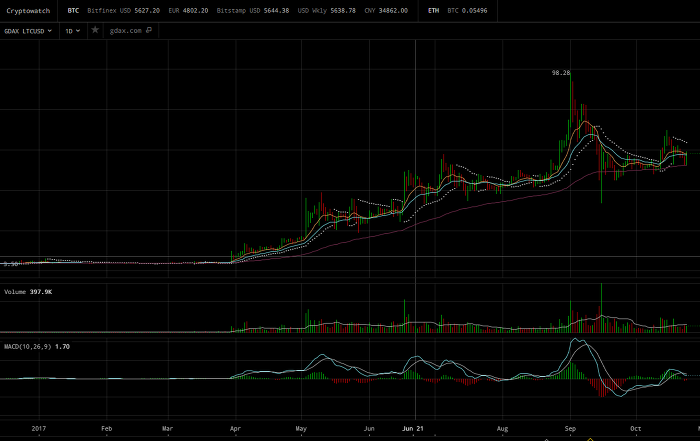 Cryptowatch BTC Bitfinex USD 5627.20 EUR 4802.20 Bitstamp USD 5644.38 USD Wkly 5638.78 CNY 34862.00 ETH BTC 0.05496
GDAX LTCUSD 1D gdax.com
98.28
Volume 397.9K
MACD(10,26,9) 1.70
2017 Feb Mar Apr May Jun Jun 21 Aug Sep Oct